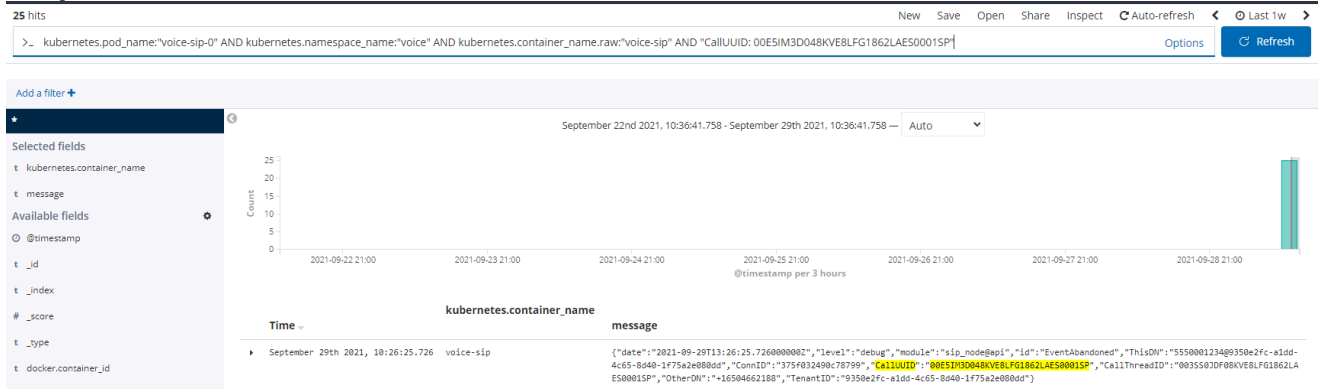 25 hits
New Save Open Share Inspect C Auto-refresh Last 1w
>_ kubernetes.pod_name:"voice-sip-0" AND kubernetes.namespace_name:"voice" AND kubernetes.container_name.raw:"voice-sip" AND "CallUUID: 00E5IM3D048KVE8LFG1862LAES0001SP"
Options
Refresh
Add a filter +
*
September 22nd 2021, 10:36:41.758 - September 29th 2021, 10:36:41.758 — Auto
Selected fields
t kubernetes.container_name
t message
Available fields
@timestamp
t _id
t _index
# _score
t _type
t docker.container_id
Count
25
20
15
10
5
0
2021-09-22 21:00 2021-09-23 21:00 2021-09-24 21:00 2021-09-25 21:00 2021-09-26 21:00 2021-09-27 21:00 2021-09-28 21:00
@timestamp per 3 hours
Time kubernetes.container_name message
September 29th 2021, 10:26:25.726 voice-sip
{"date":"2021-09-29T13:26:25.726000000Z","level":"debug","module":"sip_node@api","id":"EventAbandoned","ThisDN":"5550001234@9350e2fc-a1dd-
4c65-8d40-1f75a2e080dd","ConnID":"375f032490c78799","CallUUID":"00E5IM3D048KVE8LFG1862LAES0001SP","CallThreadID":"003SS0JDF08KVE8LFG1862LA
ES0001SP","OtherDN":"+16504662188","TenantID":"9350e2fc-a1dd-4c65-8d40-1f75a2e080dd"}